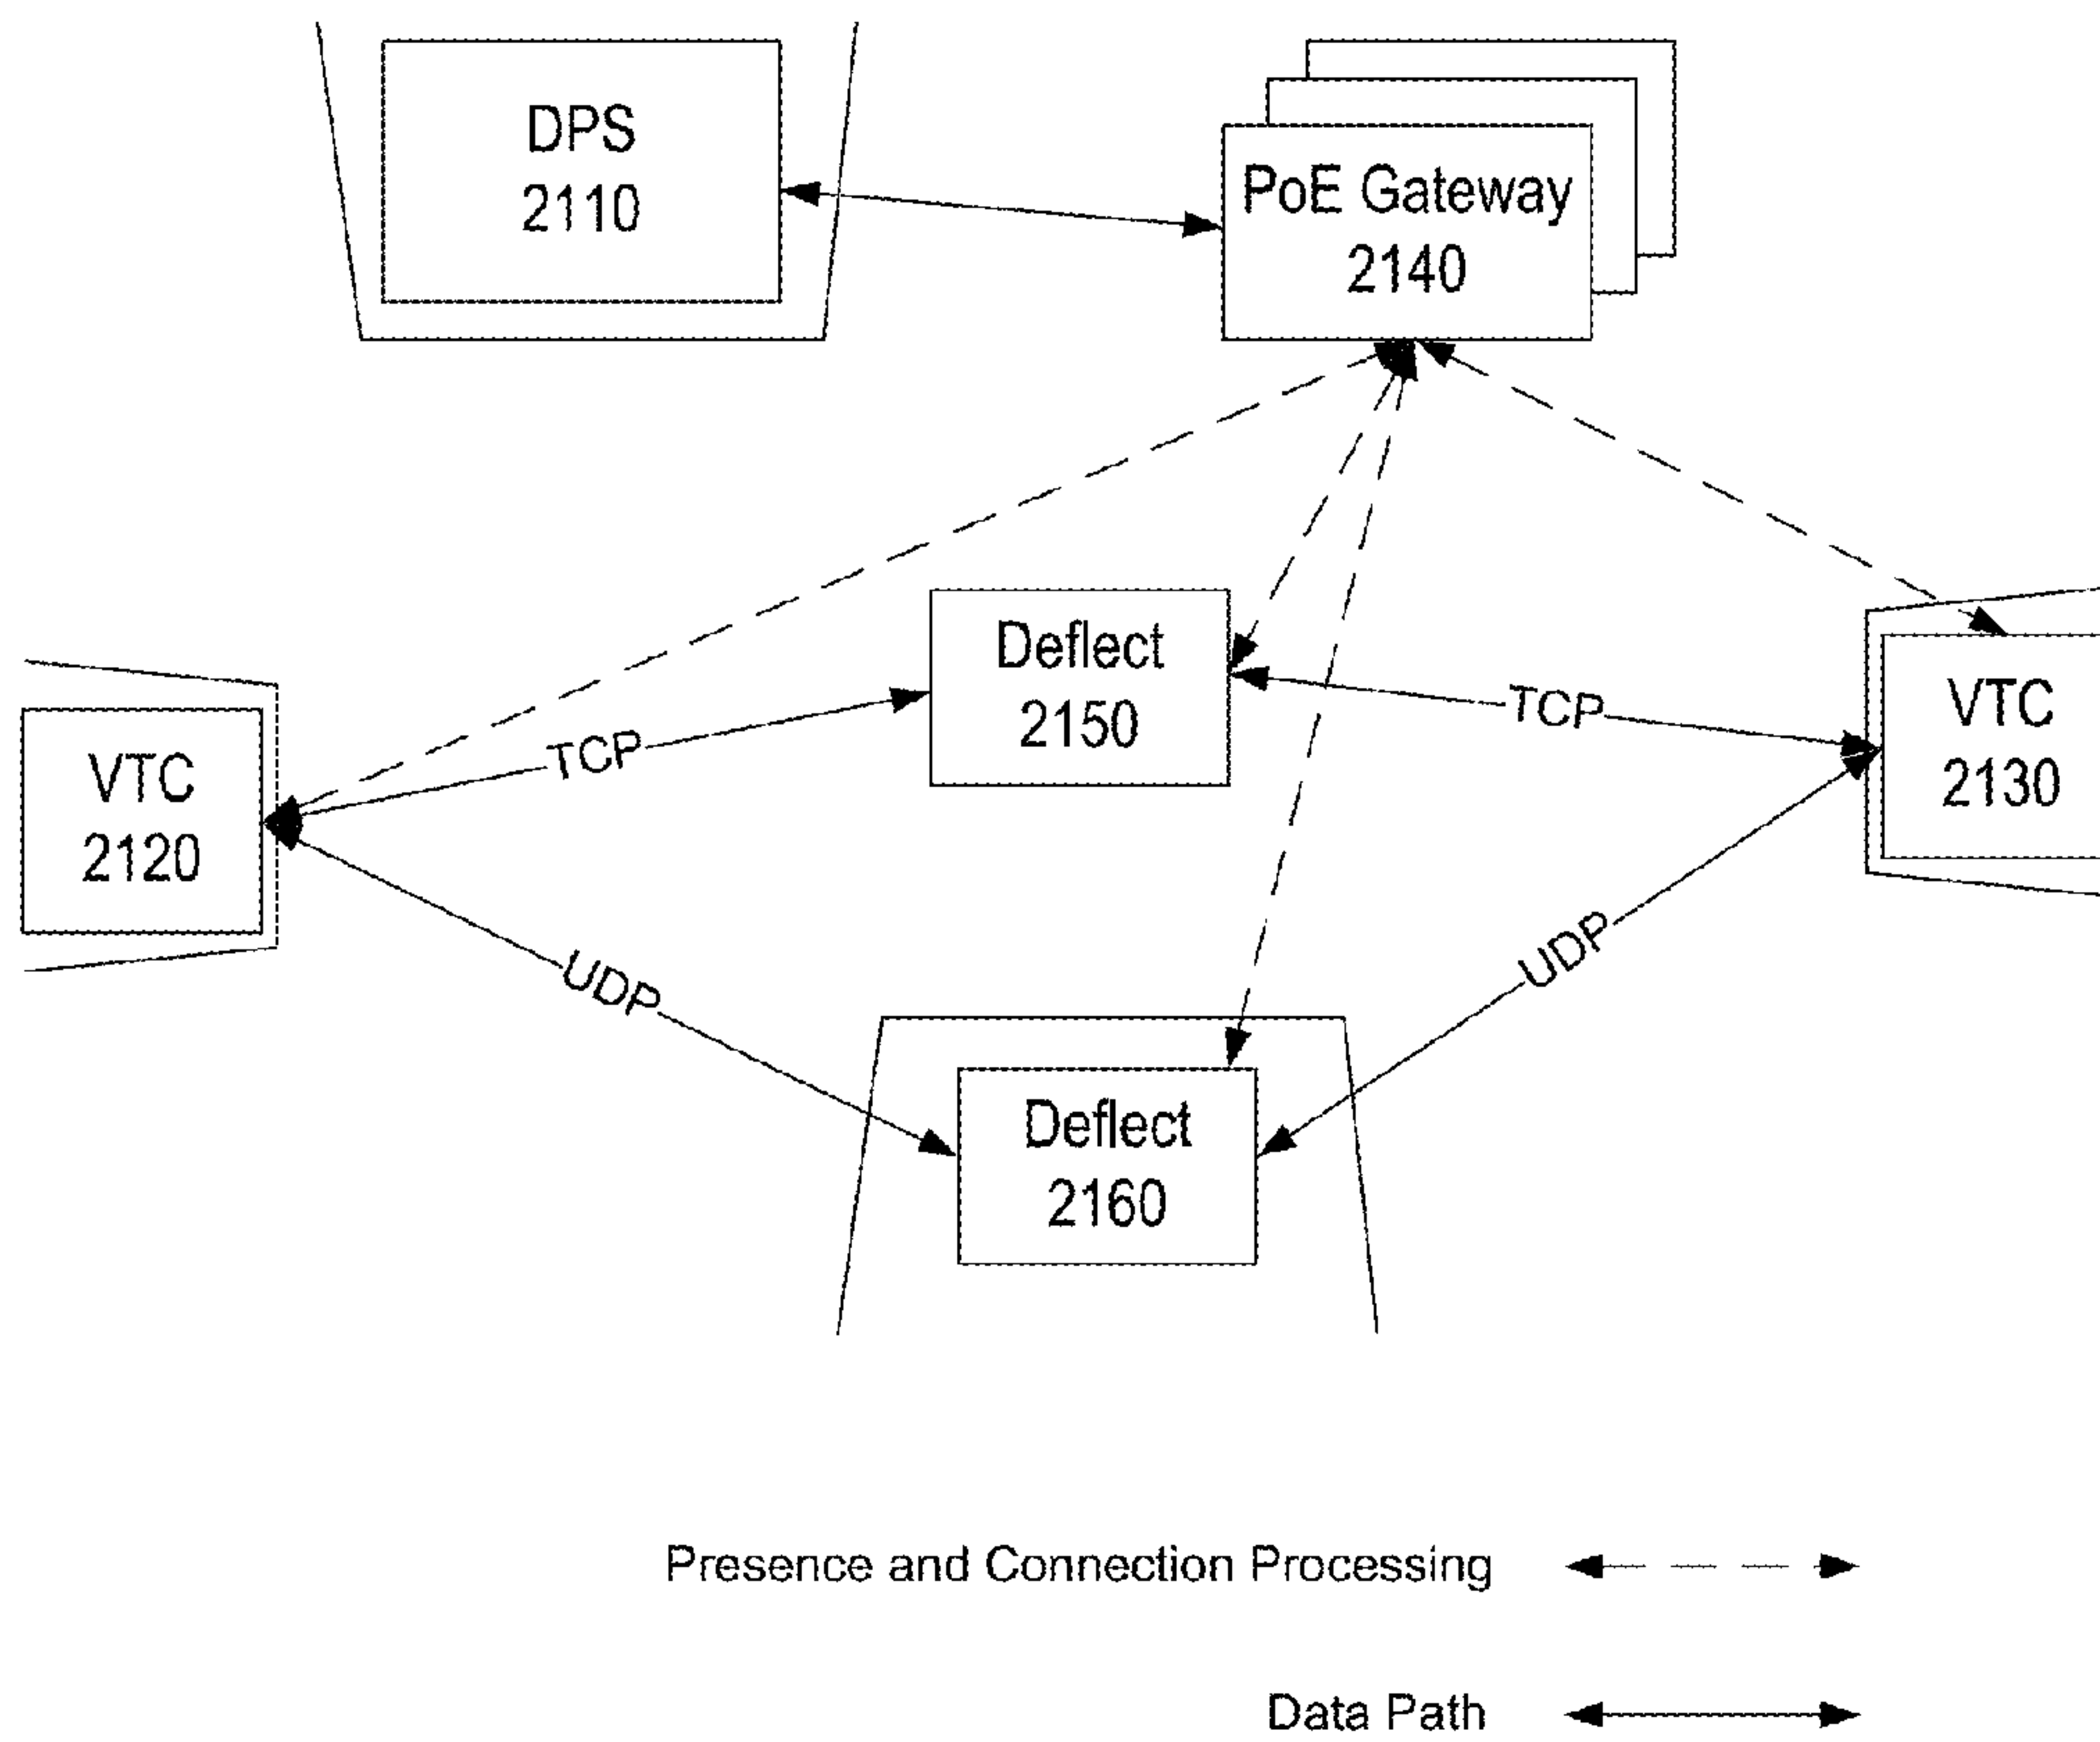 DPS
2110
PoE Gateway
2140
Deflect
2150
TCP
TCP
VTC
2120
VTC
2130
UDP
UDP
Deflect
2160
Presence and Connection Processing
Data Path